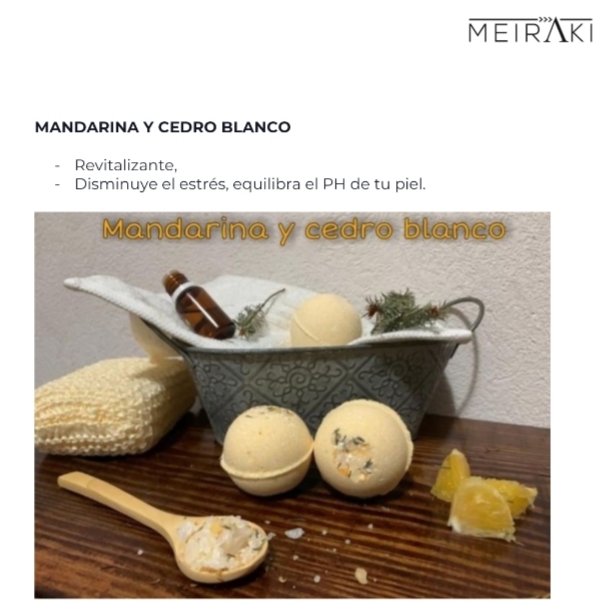 MEIRΛKI
MANDARINA Y CEDRO BLANCO
- Revitalizante,
- Disminuye el estrés, equilibra el PH de tu piel.
Mandarina y cedro blanco